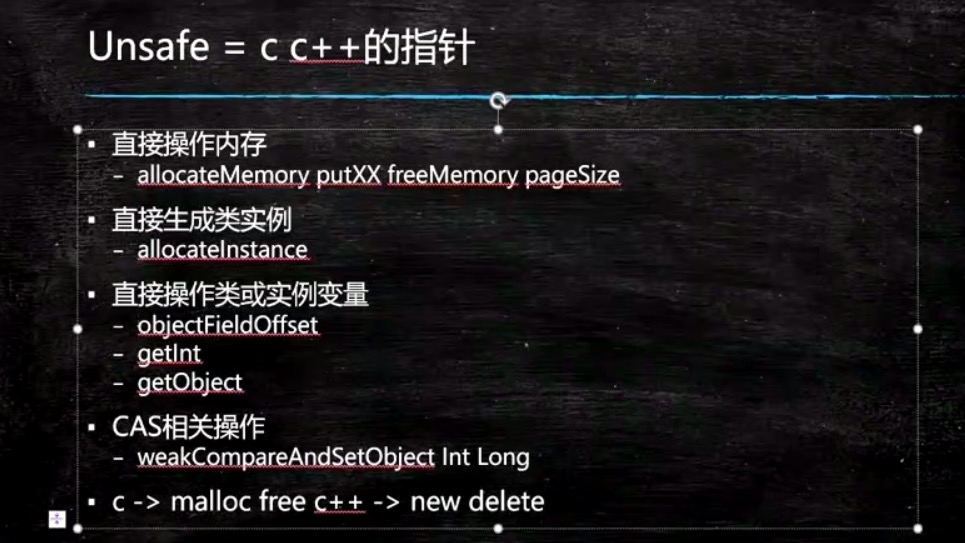 Unsafe = c c++的指针
▪ 直接操作内存
– allocateMemory putXX freeMemory pageSize
▪ 直接生成类实例
– allocateInstance
▪ 直接操作类或实例变量
– objectFieldOffset
– getInt
– getObject
▪ CAS相关操作
– weakCompareAndSetObject Int Long
▪ c -> malloc free c++ -> new delete